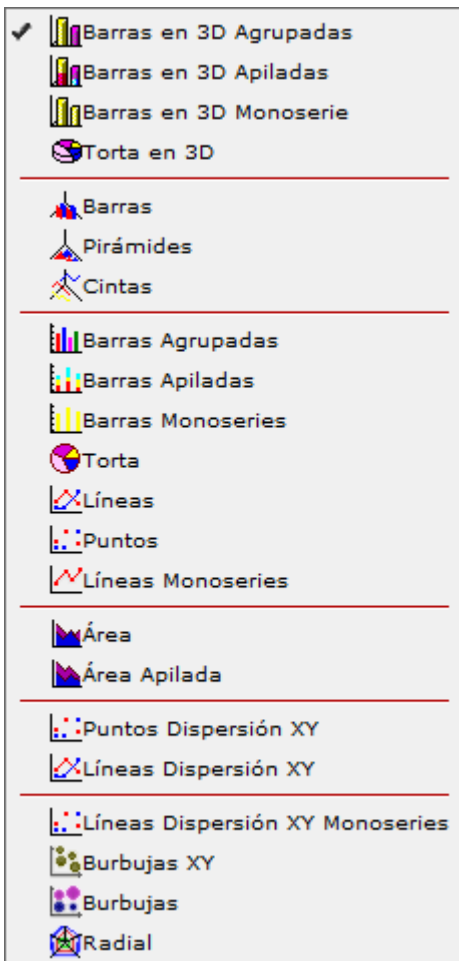 Barras en 3D Agrupadas
Barras en 3D Apiladas
Barras en 3D Monoserie
Torta en 3D
Barras
Pirámides
Cintas
Barras Agrupadas
Barras Apiladas
Barras Monoseries
Torta
Líneas
Puntos
Líneas Monoseries
Área
Área Apilada
Puntos Dispersión XY
Líneas Dispersión XY
Líneas Dispersión XY Monoseries
Burbujas XY
Burbujas
Radial